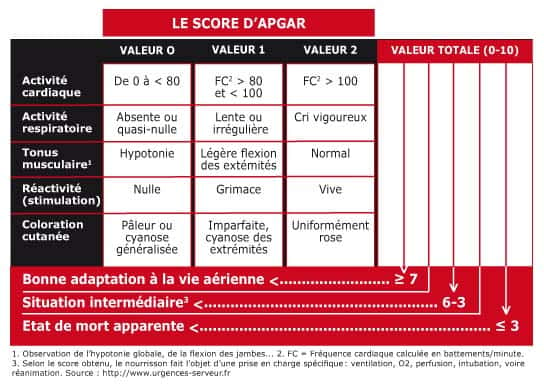 LE SCORE D'APGAR
VALEUR 0 VALEUR 1 VALEUR 2 VALEUR TOTALE (0-10)
Activité cardiaque De 0 à < 80 FC2 > 80 et < 100 FC2 > 100
Activité respiratoire Absente ou quasi-nulle Lente ou irrégulière Cri vigoureux
Tonus musculaire1 Hypotonie Légère flexion des extémités Normal
Réactivité (stimulation) Nulle Grimace Vive
Coloration cutanée Pâleur ou cyanose généralisée Imparfaite, cyanose des extrémités Uniformément rose
Bonne adaptation à la vie aérienne <........................... ≥ 7
Situation intermédiaire3 <.................................................. 6-3
Etat de mort apparente <......................................................... ≤ 3
1. Observation de l'hypotonie globale, de la flexion des jambes... 2. FC = Fréquence cardiaque calculée en battements/minute.
3. Selon le score obtenu, le nourrisson fait l'objet d'une prise en charge spécifique : ventilation, O2, perfusion, intubation, voire
réanimation. Source : http://www.urgences-serveur.fr